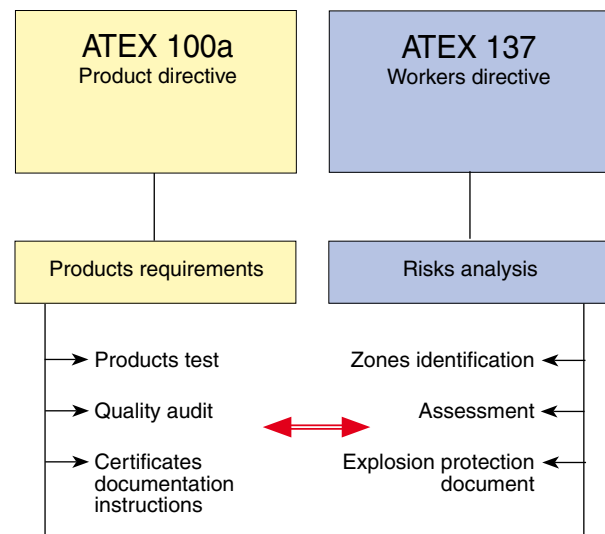 ATEX 100a
Product directive
ATEX 137
Workers directive
Products requirements
Risks analysis
Products test
Quality audit
Certificates
documentation
instructions
Zones identification
Assessment
Explosion protection
document